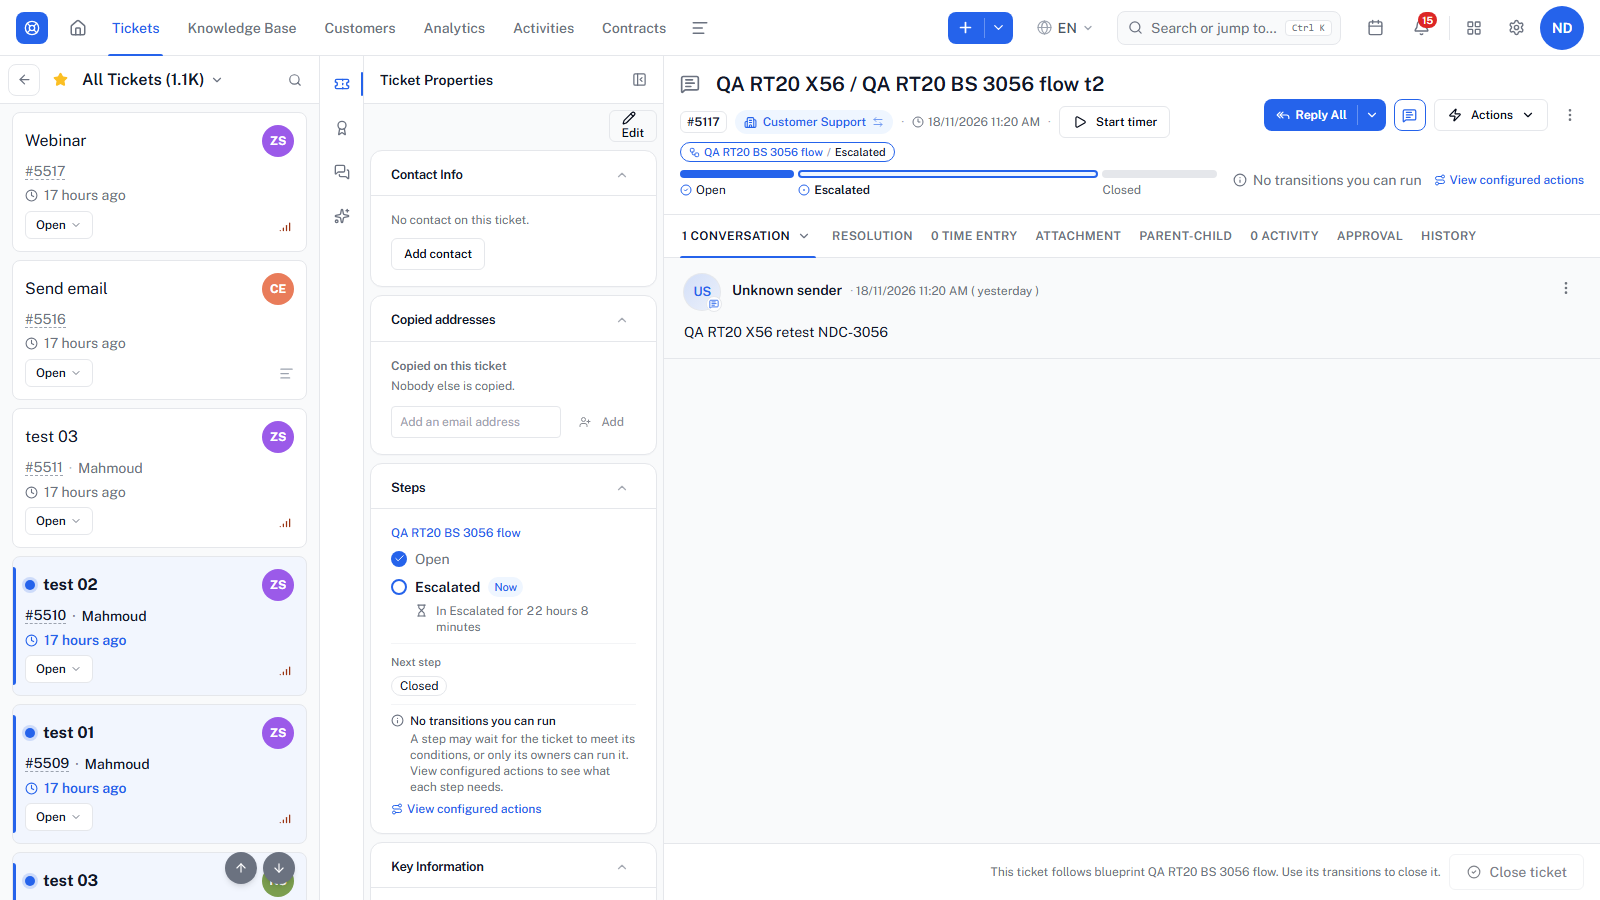 Tickets
Knowledge Base
Customers
Analytics
Activities
Contracts
EN
Search or jump to...
Ctrl K
15
ND
All Tickets (1.1K)
Webinar
ZS
#5517
17 hours ago
Open
Send email
CE
#5516
17 hours ago
Open
test 03
ZS
#5511 · Mahmoud
17 hours ago
Open
test 02
ZS
#5510 · Mahmoud
17 hours ago
Open
test 01
ZS
#5509 · Mahmoud
17 hours ago
Open
test 03
Ticket Properties
Edit
Contact Info
No contact on this ticket.
Add contact
Copied addresses
Copied on this ticket
Nobody else is copied.
Add an email address
Add
Steps
QA RT20 BS 3056 flow
Open
Escalated
Now
In Escalated for 22 hours 8
minutes
Next step
Closed
No transitions you can run
A step may wait for the ticket to meet its
conditions, or only its owners can run it.
View configured actions to see what
each step needs.
View configured actions
Key Information
QA RT20 X56 / QA RT20 BS 3056 flow t2
#5117
Customer Support
· 18/11/2026 11:20 AM ·
Start timer
Reply All
Actions
QA RT20 BS 3056 flow / Escalated
Open
Escalated
Closed
No transitions you can run
View configured actions
1 CONVERSATION
RESOLUTION
0 TIME ENTRY
ATTACHMENT
PARENT-CHILD
0 ACTIVITY
APPROVAL
HISTORY
US
Unknown sender · 18/11/2026 11:20 AM ( yesterday )
QA RT20 X56 retest NDC-3056
This ticket follows blueprint QA RT20 BS 3056 flow. Use its transitions to close it.
Close ticket